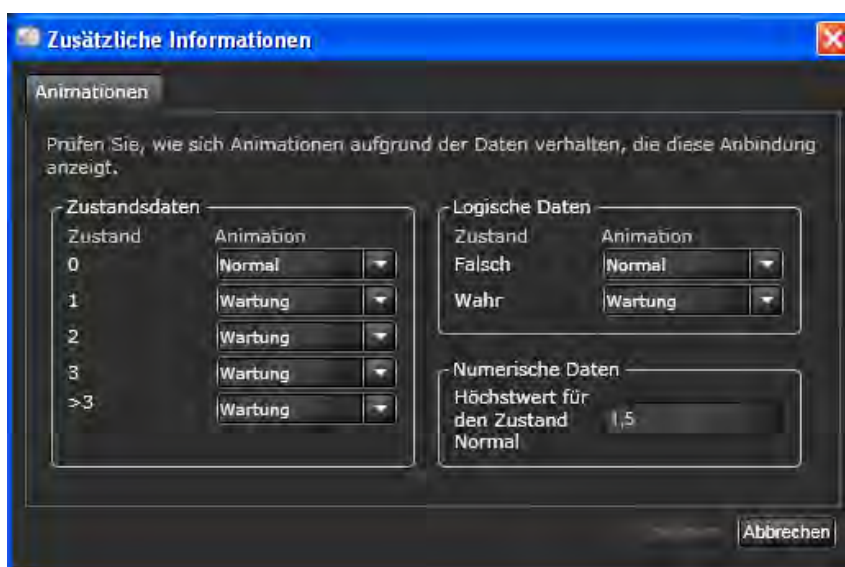 Zusätzliche Informationen
Animationen
Prüfen Sie, wie sich Animationen aufgrund der Daten verhalten, die diese Anbindung
anzeigt.
Zustandsdaten
Zustand Animation
0 Normal
1 Wartung
2 Wartung
3 Wartung
>3 Wartung
Logische Daten
Zustand Animation
Falsch Normal
Wahr Wartung
Numerische Daten
Höchstwert für
den Zustand 1,5
Normal
Abbrechen